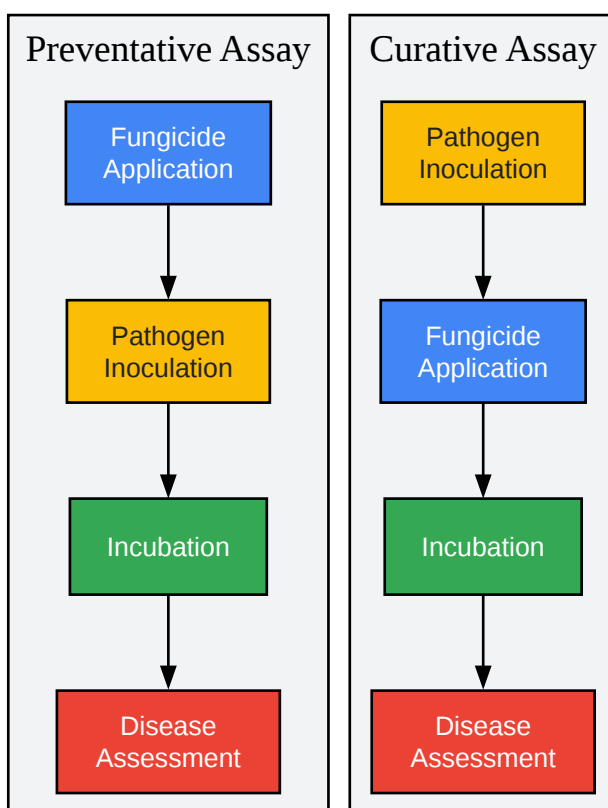 Preventative Assay
Fungicide
Application
Pathogen
Inoculation
Incubation
Disease
Assessment
Curative Assay
Pathogen
Inoculation
Fungicide
Application
Incubation
Disease
Assessment